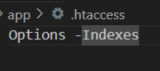 app > .htaccess
Options -Indexes